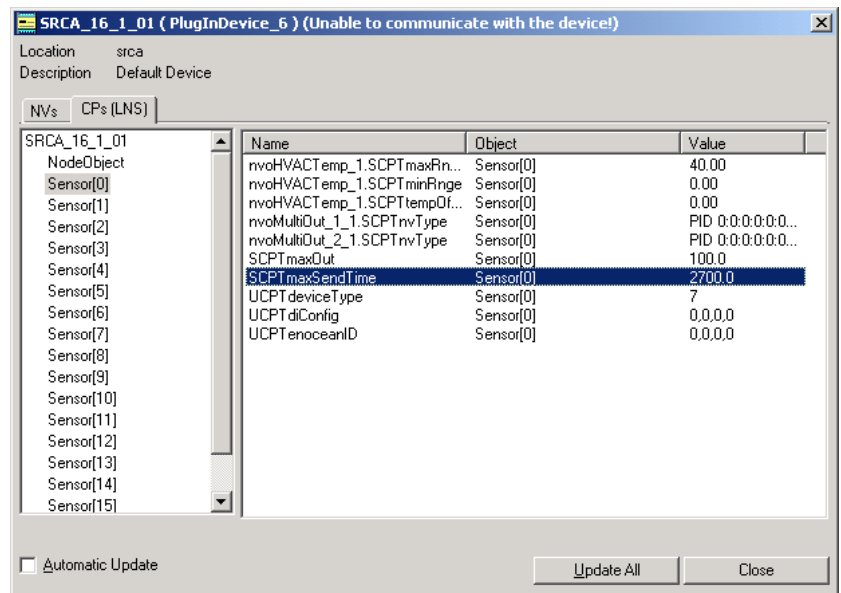 SRCA_16_1_01 ( PlugInDevice_6 ) (Unable to communicate with the device!)
Location srca
Description Default Device
NVs CPs (LNS)
SRCA_16_1_01
NodeObject
Sensor[0]
Sensor[1]
Sensor[2]
Sensor[3]
Sensor[4]
Sensor[5]
Sensor[6]
Sensor[7]
Sensor[8]
Sensor[9]
Sensor[10]
Sensor[11]
Sensor[12]
Sensor[13]
Sensor[14]
Sensor[15]
Name Object Value
nvoHVACTemp_1.SCPTmaxRn... Sensor[0] 40.00
nvoHVACTemp_1.SCPTminRnge Sensor[0] 0.00
nvoHVACTemp_1.SCPTtempOf... Sensor[0] 0.00
nvoMultiOut_1_1.SCPTnvType Sensor[0] PID 0:0:0:0:0:0...
nvoMultiOut_2_1.SCPTnvType Sensor[0] PID 0:0:0:0:0:0...
SCPTmaxOut Sensor[0] 100.0
SCPTmaxSendTime Sensor[0] 2700.0
UCPTdeviceType Sensor[0] 7
UCPTdiConfig Sensor[0] 0,0,0,0
UCPTenoceanID Sensor[0] 0,0,0,0
Automatic Update
Update All Close